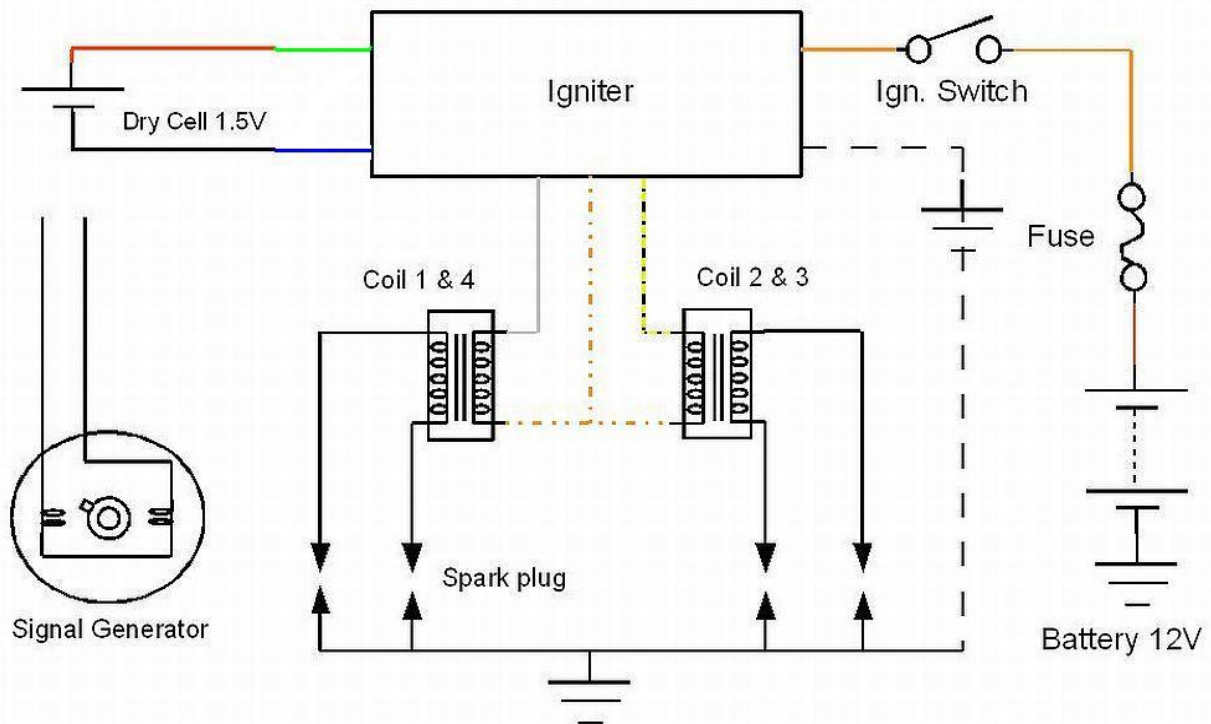 Igniter
Ign. Switch
Dry Cell 1.5V
Fuse
Coil 1 & 4
Coil 2 & 3
Spark plug
Signal Generator
Battery 12V